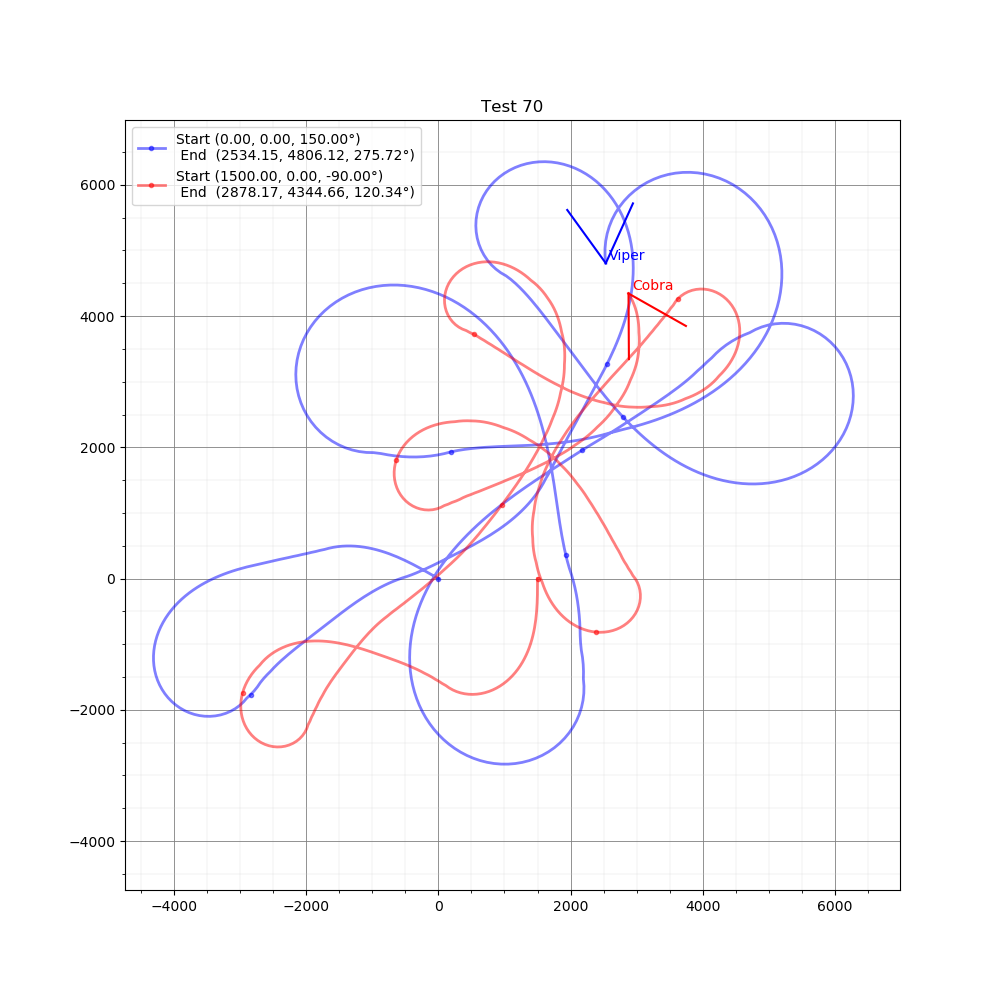 Test 70
Start (0.00, 0.00, 150.00°)
End  (2534.15, 4806.12, 275.72°)
Start (1500.00, 0.00, -90.00°)
End  (2878.17, 4344.66, 120.34°)
6000
4000
2000
0
−2000
−4000
Viper
Cobra
−4000 −2000 0 2000 4000 6000